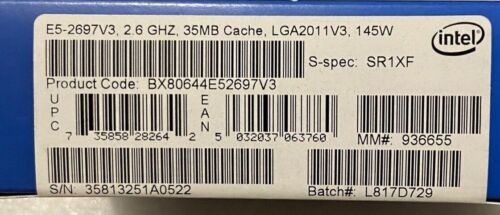 E5-2697V3, 2.6 GHZ, 35MB Cache, LGA2011V3, 145W
intel
S-spec: SR1XF
Product Code: BX80644E52697V3
UPC
7 35858 28264 2
EAN
5 032037 063760
MM#: 936655
S/N: 35813251A0522
Batch#: L817D729